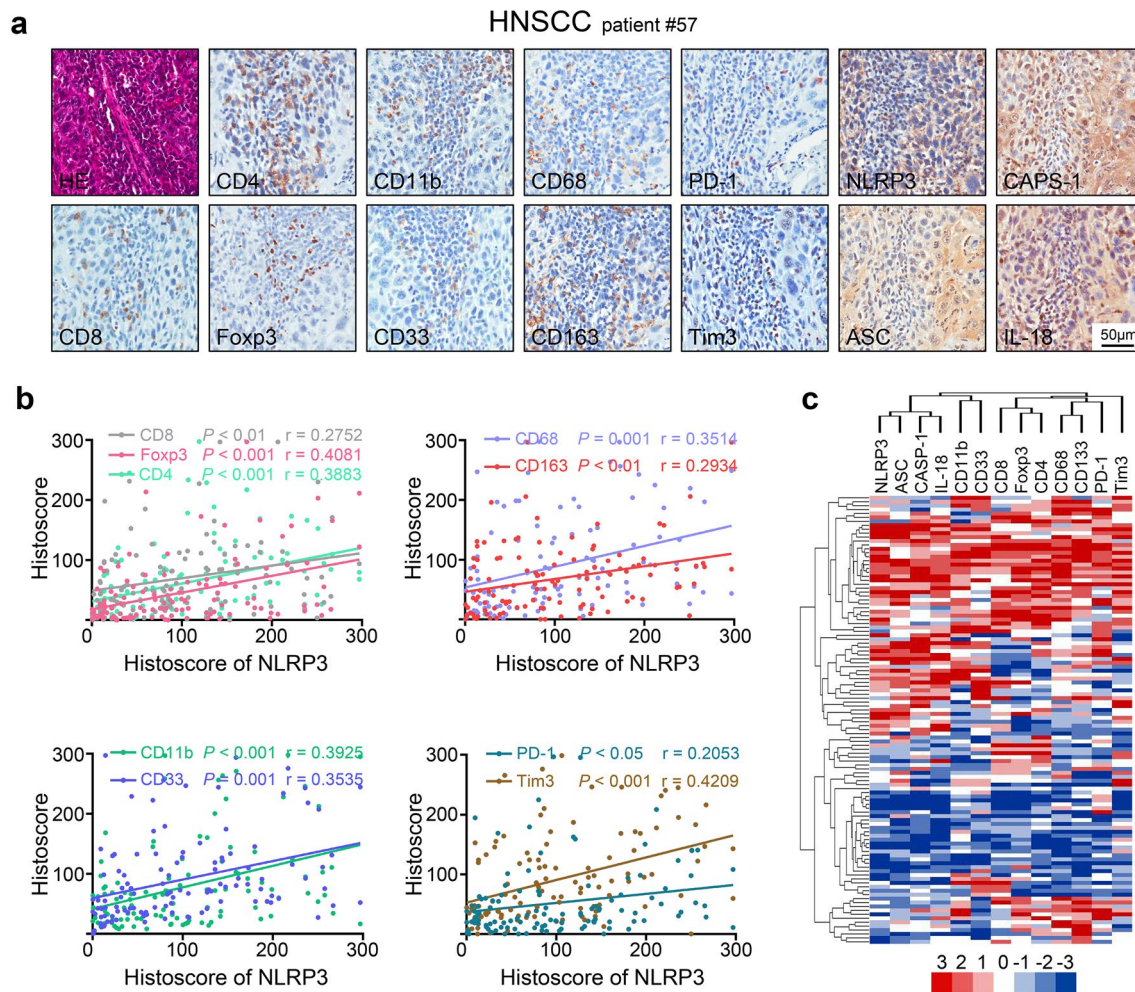 a
HNSCC patient #57
HE
CD4
CD11b
CD68
PD-1
NLRP3
CAPS-1
CD8
Foxp3
CD33
CD163
Tim3
ASC
IL-18
50μm
b
300
200
100
0
Histoscore
CD8 P < 0.01 r = 0.2752
Foxp3 P < 0.001 r = 0.4081
CD4 P < 0.001 r = 0.3883
0 100 200 300
Histoscore of NLRP3
300
200
100
0
Histoscore
CD68 P = 0.001 r = 0.3514
CD163 P < 0.01 r = 0.2934
0 100 200 300
Histoscore of NLRP3
300
200
100
0
Histoscore
CD11b P < 0.001 r = 0.3925
CD33 P = 0.001 r = 0.3535
0 100 200 300
Histoscore of NLRP3
300
200
100
0
Histoscore
PD-1 P < 0.05 r = 0.2053
Tim3 P < 0.001 r = 0.4209
0 100 200 300
Histoscore of NLRP3
c
NLRP3
ASC
CASP-1
IL-18
CD11b
CD33
CD8
Foxp3
CD4
CD68
CD133
PD-1
Tim3
3 2 1 0 -1 -2 -3